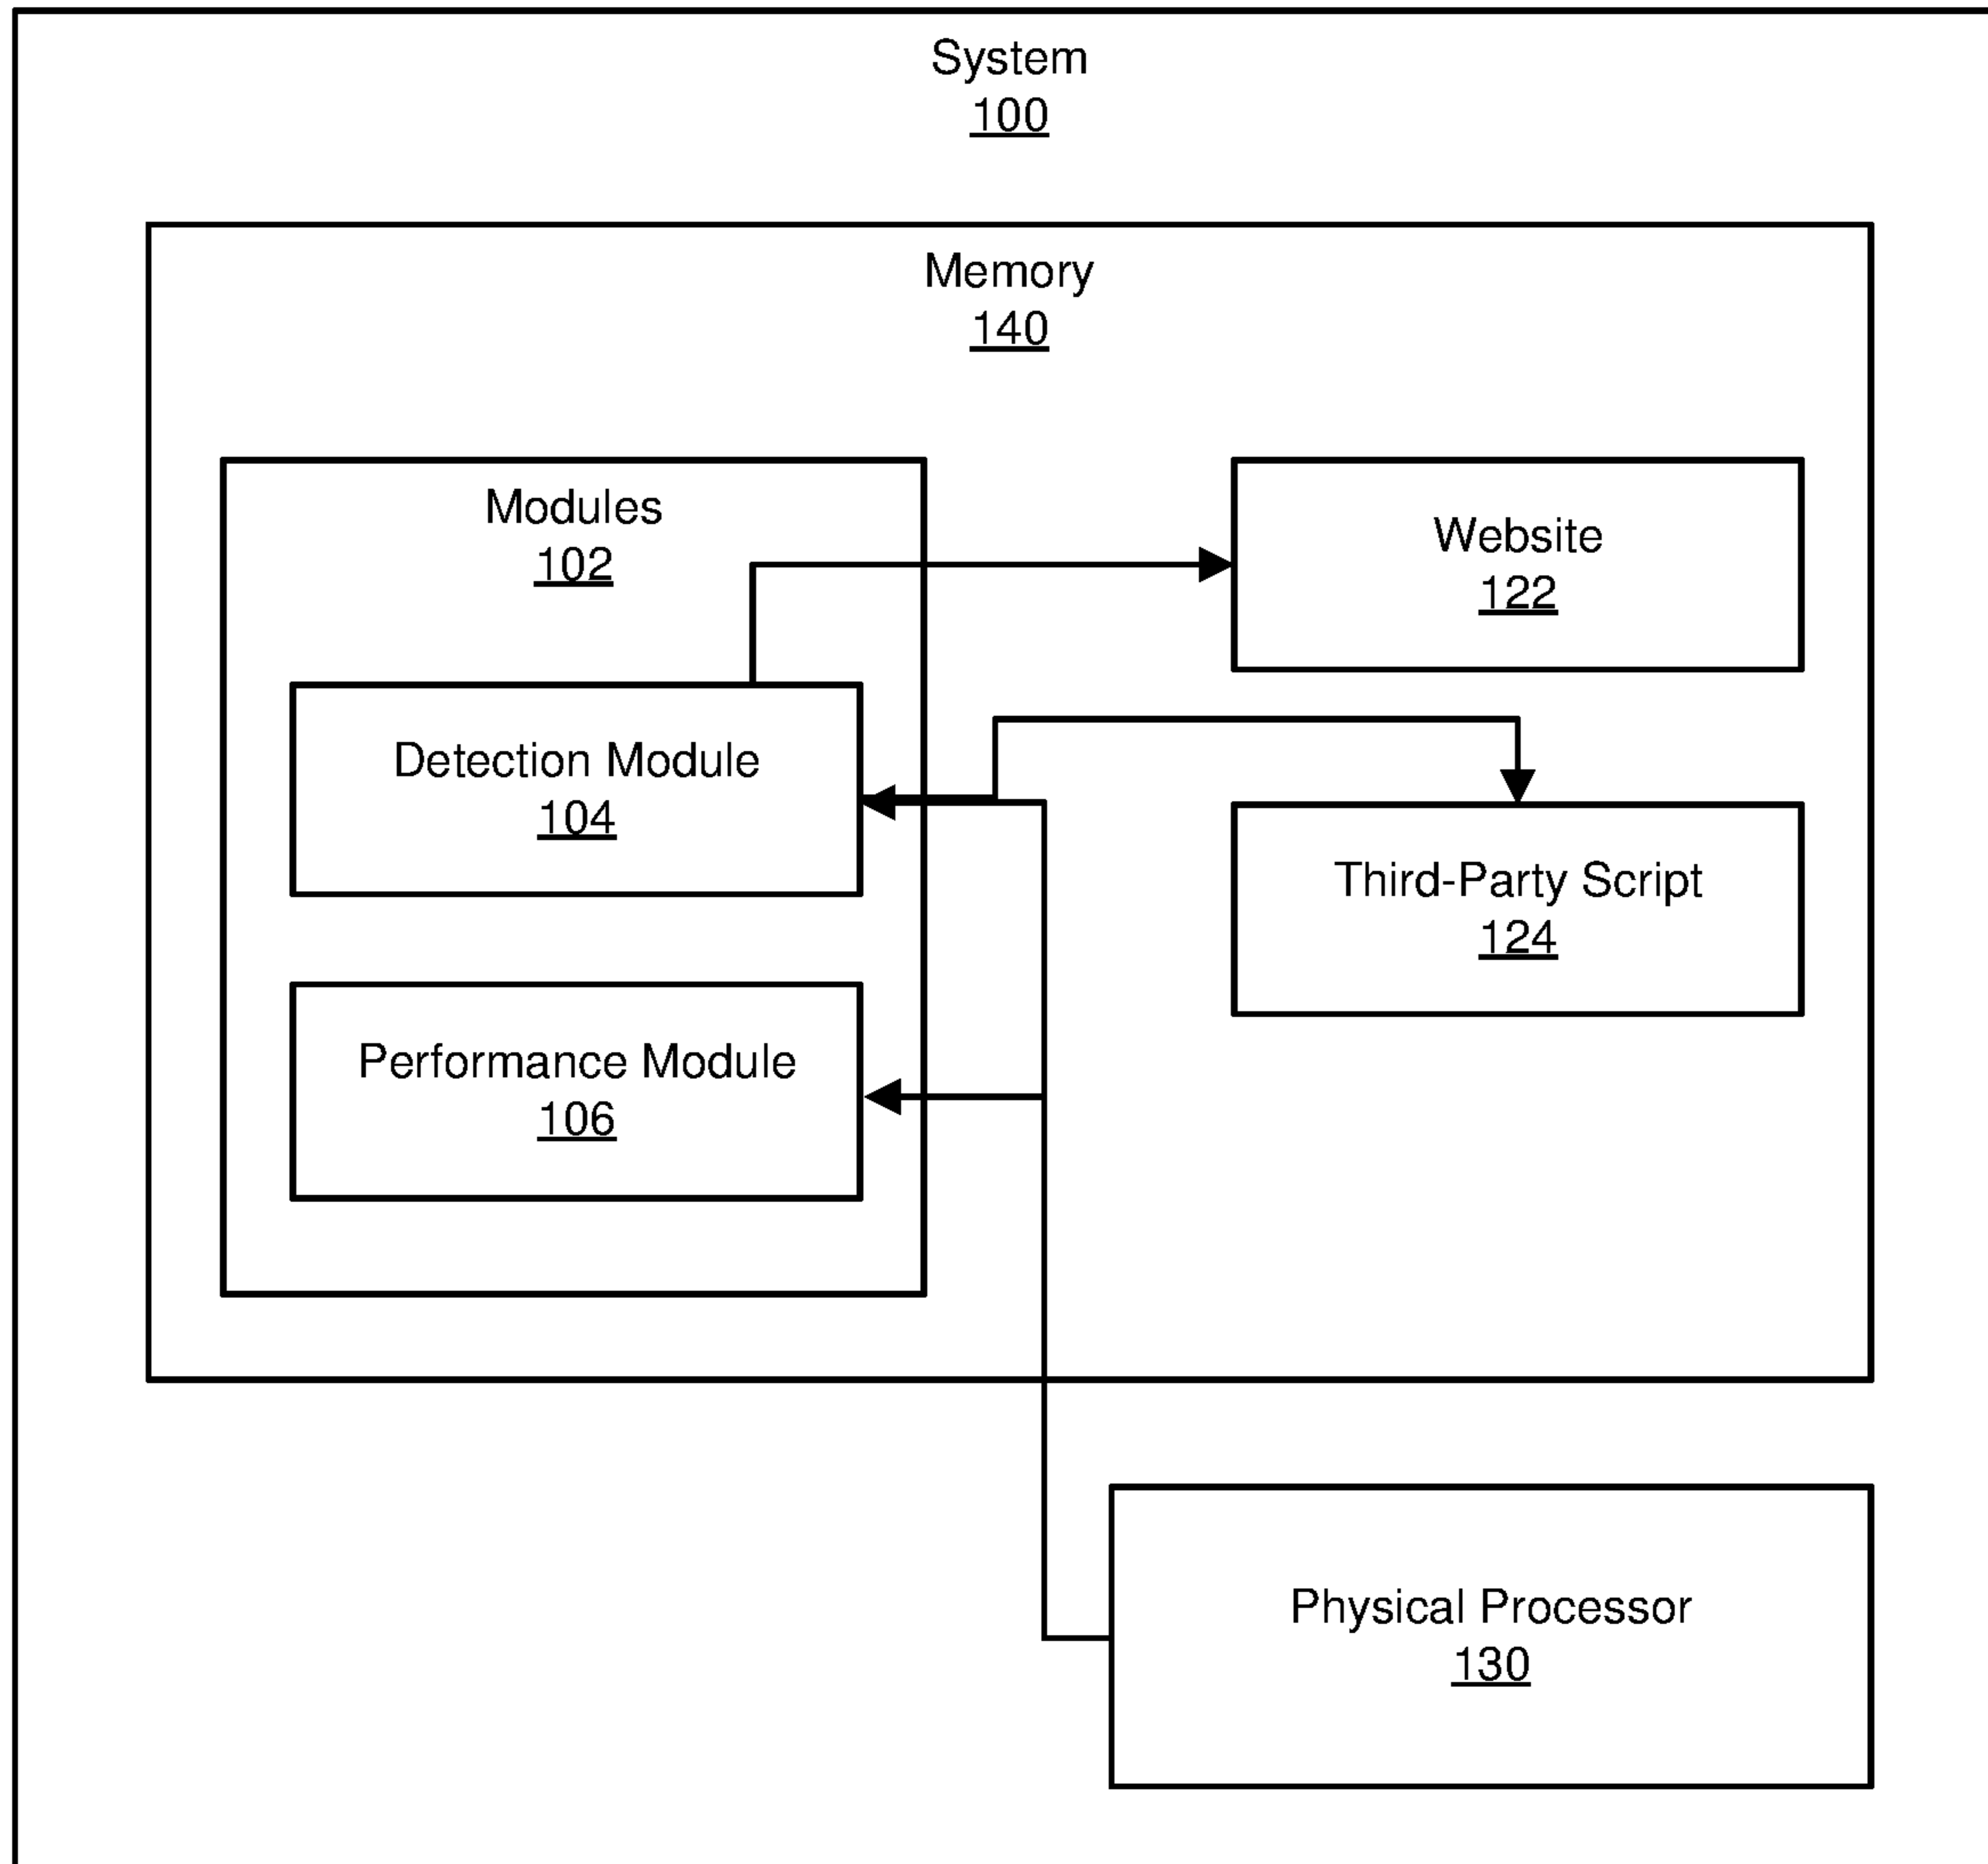 System
100
Memory
140
Modules
102
Website
122
Detection Module
104
Third-Party Script
124
Performance Module
106
Physical Processor
130